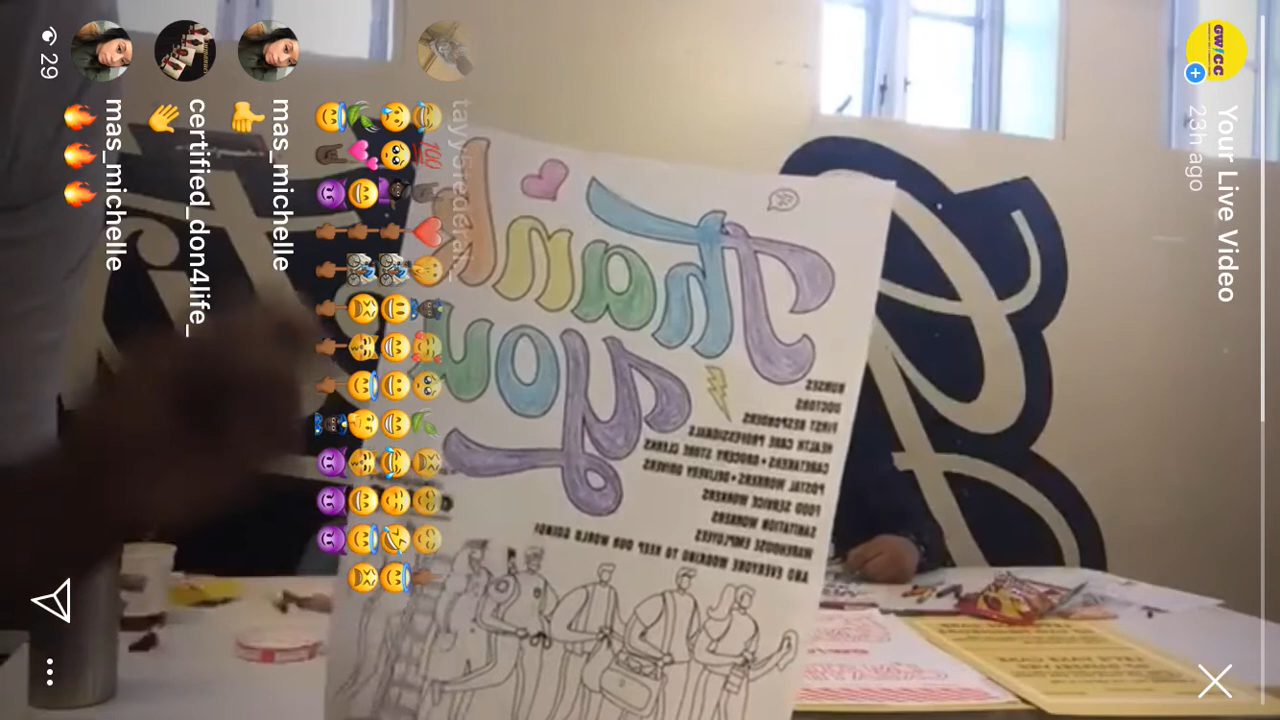 GWICC
Your Live Video
23h ago
Thank
You
NURSES
DOCTORS
FIRST RESPONDERS
HEALTH CARE PROFESSIONALS
CARETAKERS • GROCERY STORE CLERKS
POSTAL WORKERS • DELIVERY DRIVERS
FOOD SERVICE WORKERS
SANITATION WORKERS
WAREHOUSE EMPLOYEES
AND EVERYONE WORKING TO KEEP OUR WORLD GOING!
mas_michelle
👍
certified_don4life_
👋
mas_michelle
🔥 🔥 🔥
29